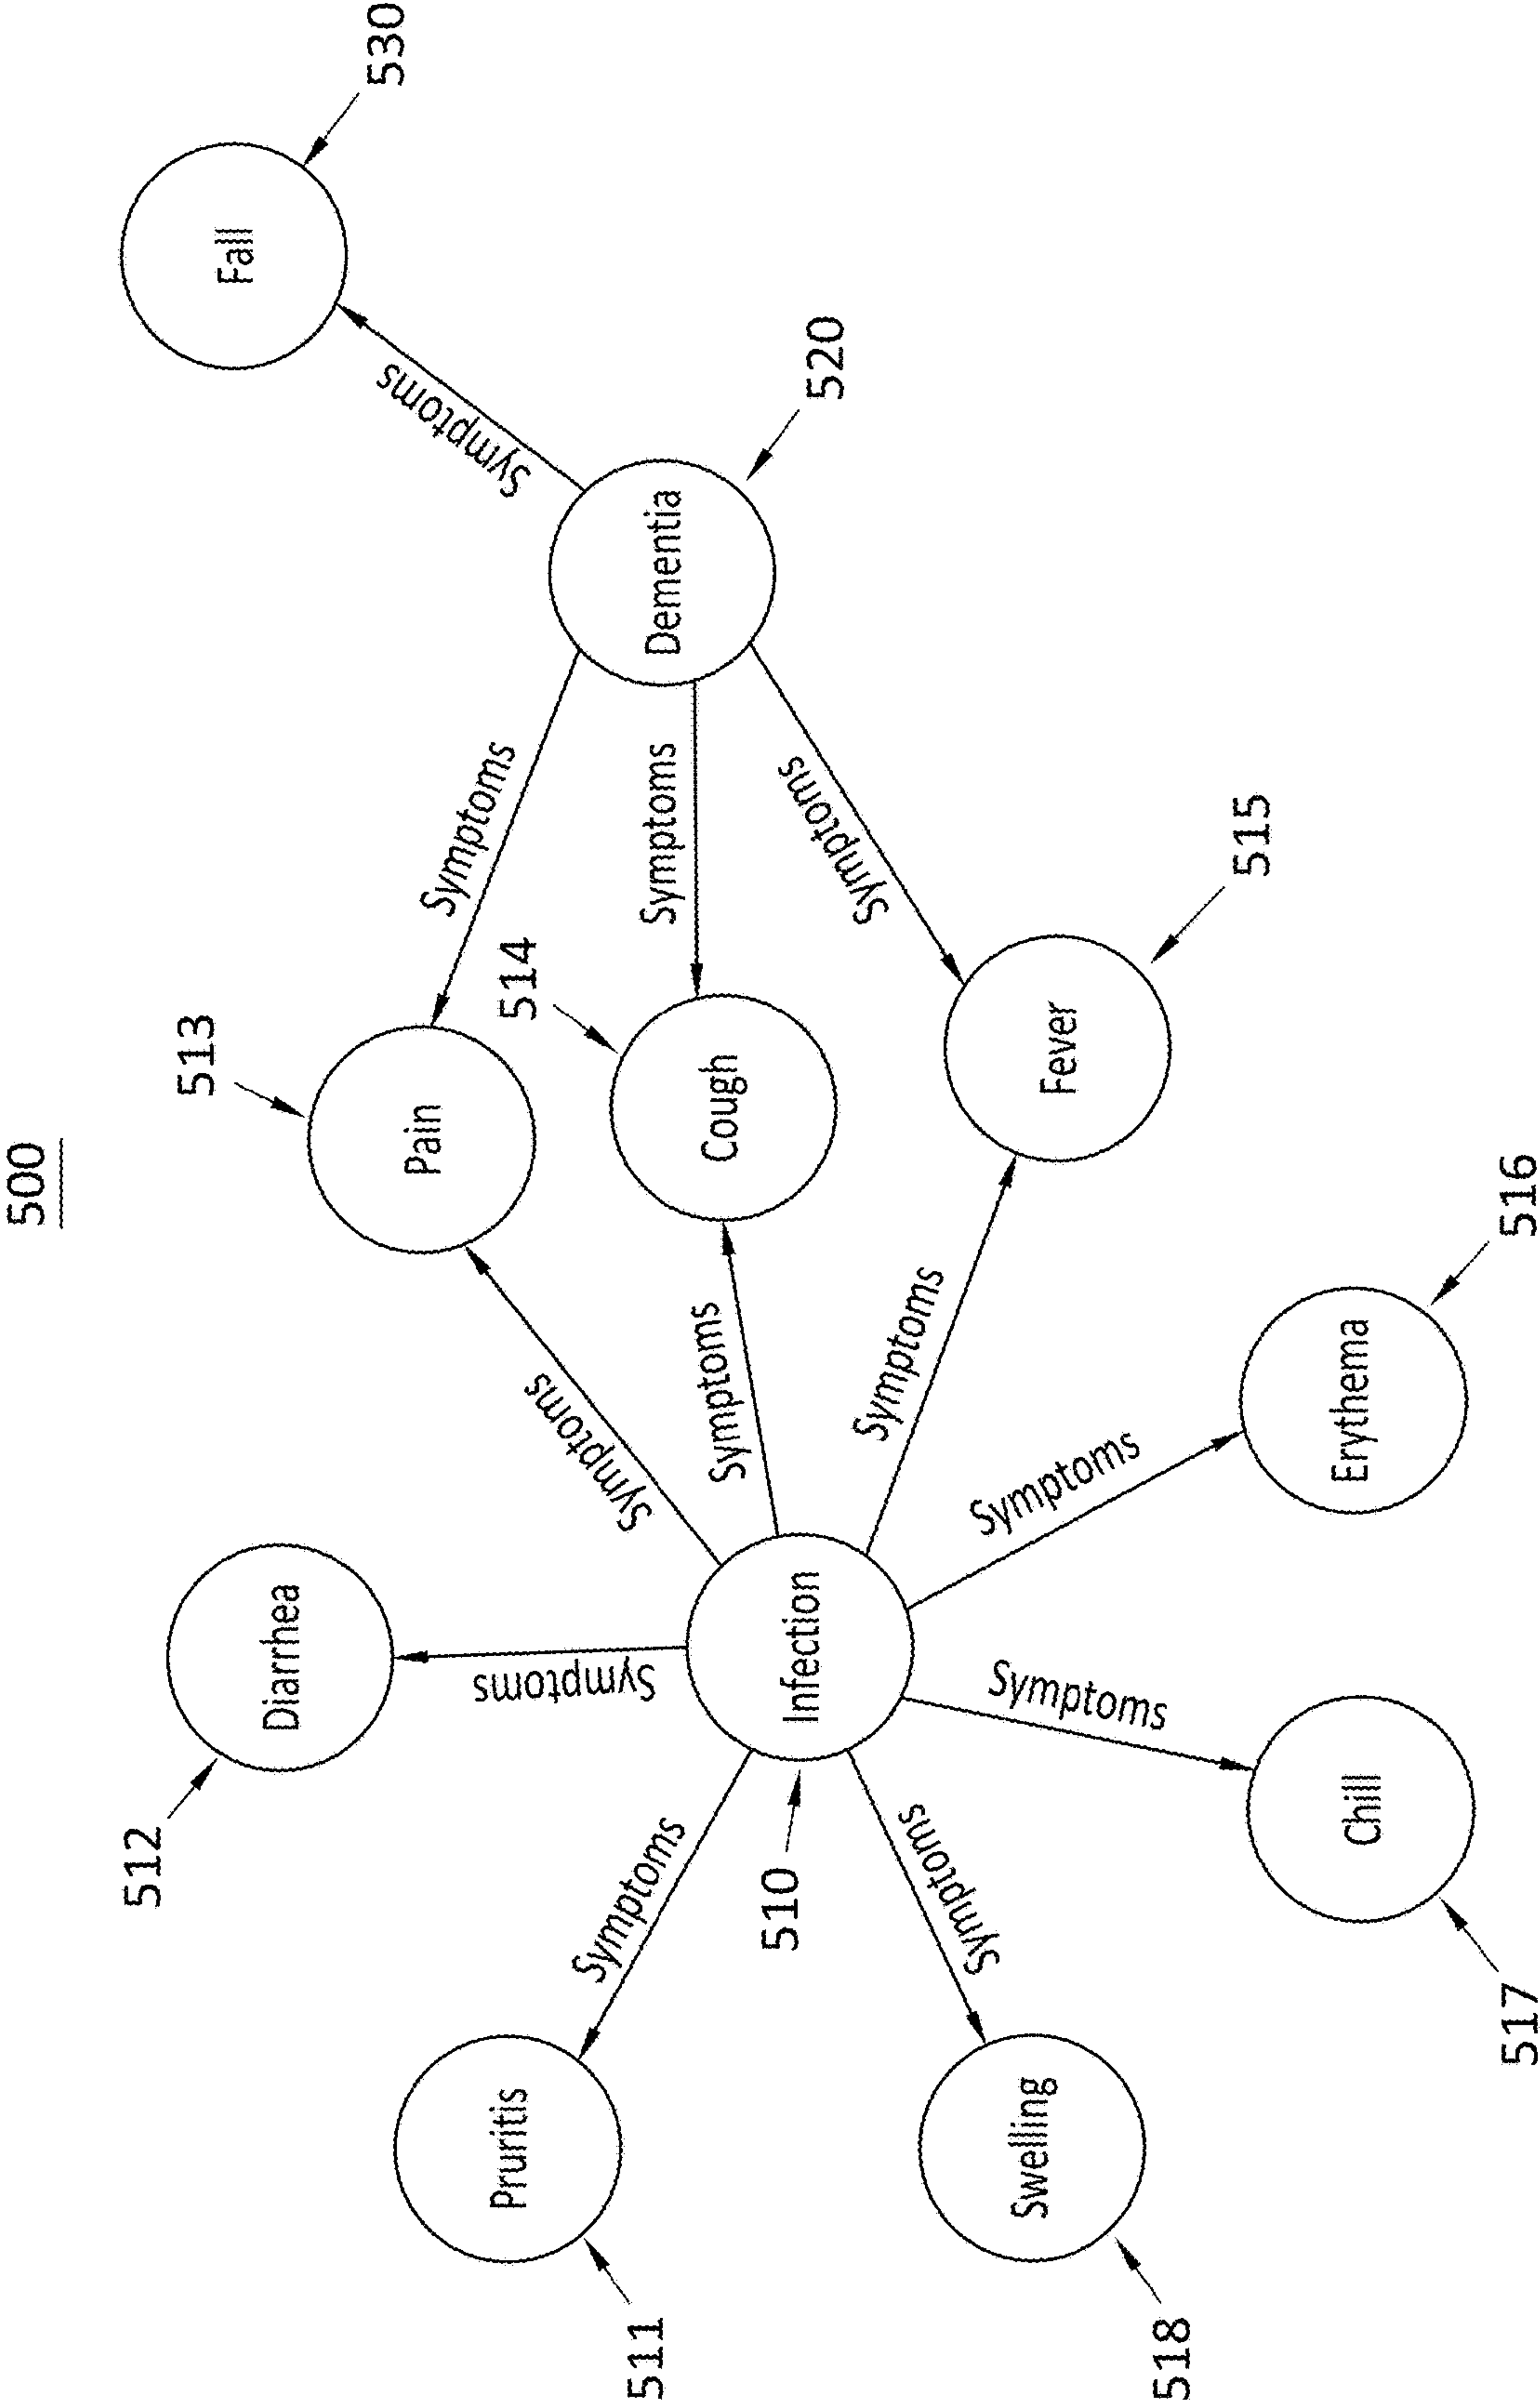 500
512
Diarrhea
513
Pain
530
Fall
Symptoms
Symptoms
Symptoms
Symptoms
511
Pruritis
Symptoms
510
Infection
Symptoms
514
Cough
Symptoms
Dementia
520
518
Swelling
Symptoms
Symptoms
Symptoms
Fever
515
Symptoms
517
Chill
Symptoms
Erythema
516